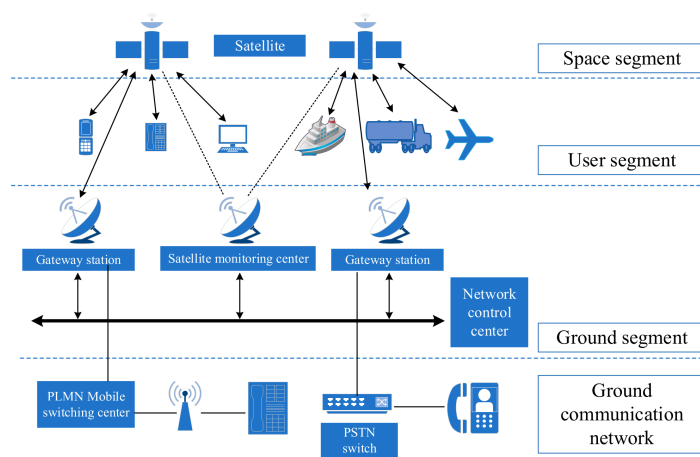 Satellite
Space segment
User segment
Gateway station
Satellite monitoring center
Gateway station
Network
control
center
Ground segment
PLMN Mobile
switching center
PSTN
switch
Ground
communication
network